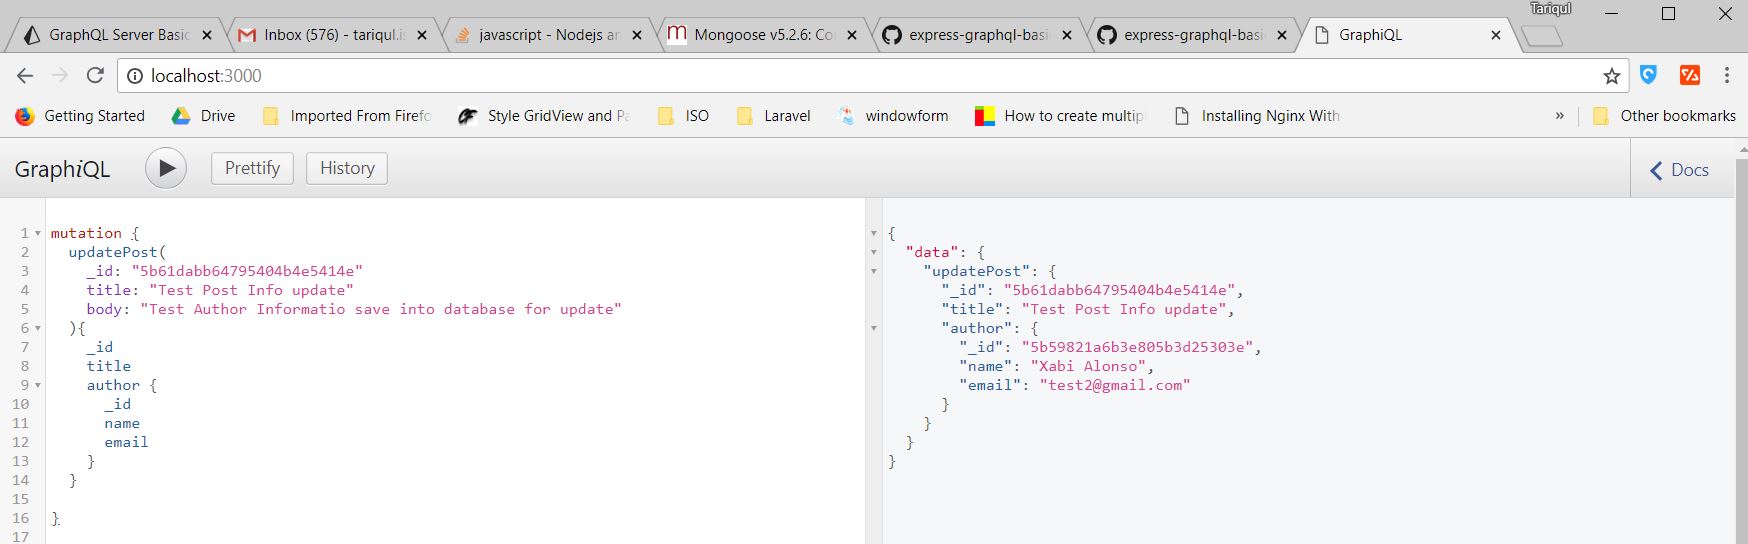 Tariqul
GraphQL Server Basic
Inbox (576) - tariqul.is
javascript - Nodejs an
Mongoose v5.2.6: Co
express-graphql-basi
express-graphql-basi
GraphiQL
localhost:3000
Getting Started
Drive
Imported From Firefo
Style GridView and Pa
ISO
Laravel
windowform
How to create multip
Installing Nginx With
»
Other bookmarks
GraphiQL
Prettify
History
Docs
1 mutation {
2 updatePost(
3 _id: "5b61dabb64795404b4e5414e"
4 title: "Test Post Info update"
5 body: "Test Author Informatio save into database for update"
6 ){
7 _id
8 title
9 author {
10 _id
11 name
12 email
13 }
14 }
15
16 }
17
{
"data": {
"updatePost": {
"_id": "5b61dabb64795404b4e5414e",
"title": "Test Post Info update",
"author": {
"_id": "5b59821a6b3e805b3d25303e",
"name": "Xabi Alonso",
"email": "test2@gmail.com"
}
}
}
}